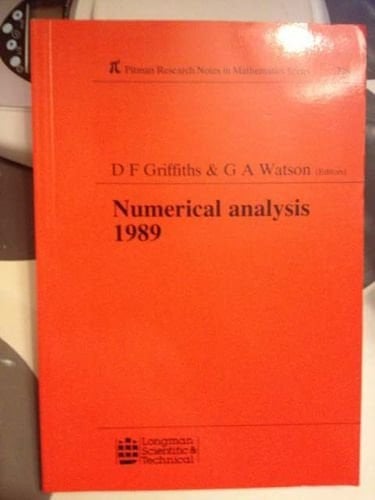 π Pitman Research Notes in Mathematics Series
D F Griffiths & G A Watson (Editors)
Numerical analysis
1989
Longman
Scientific &
Technical